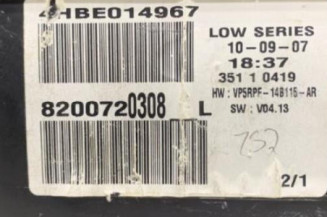 4HBE014967
LOW SERIES
10-09-07
18:37
351 1 0419
HW : VP5RPF-14B116-AR
SW : V04.13
8200720308 L
752
2/1